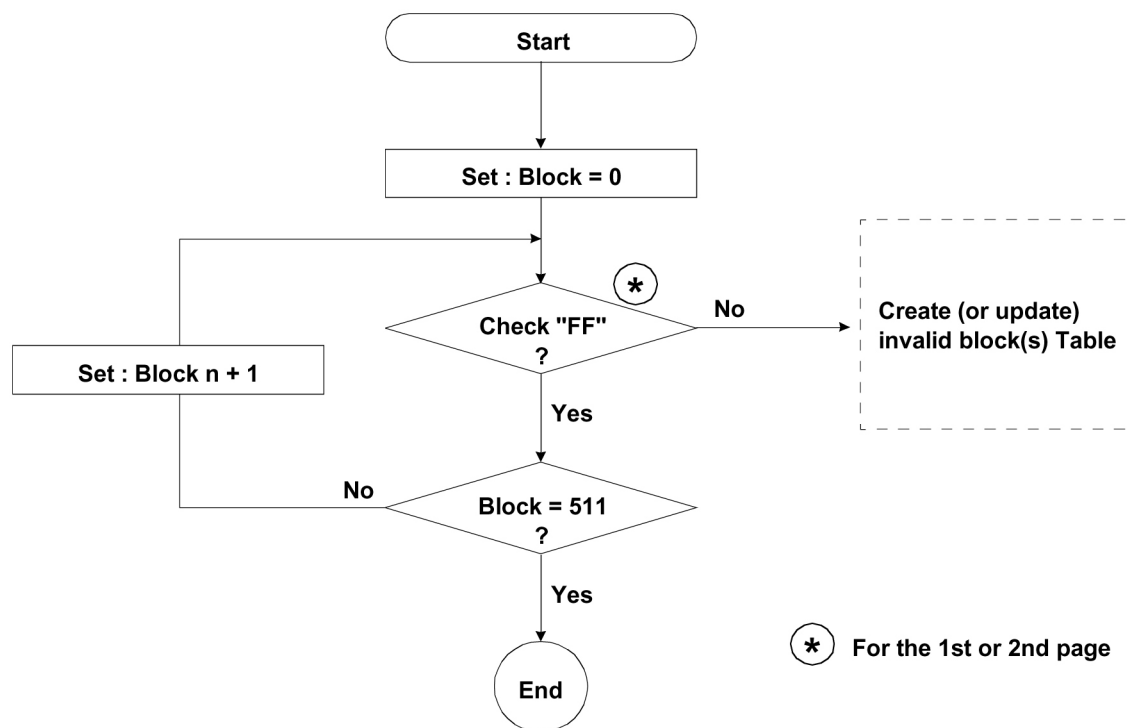 Start
Set : Block = 0
*
Check "FF"
?
No
Create (or update)
invalid block(s) Table
Set : Block n + 1
Yes
No
Block = 511
?
Yes
End
* For the 1st or 2nd page